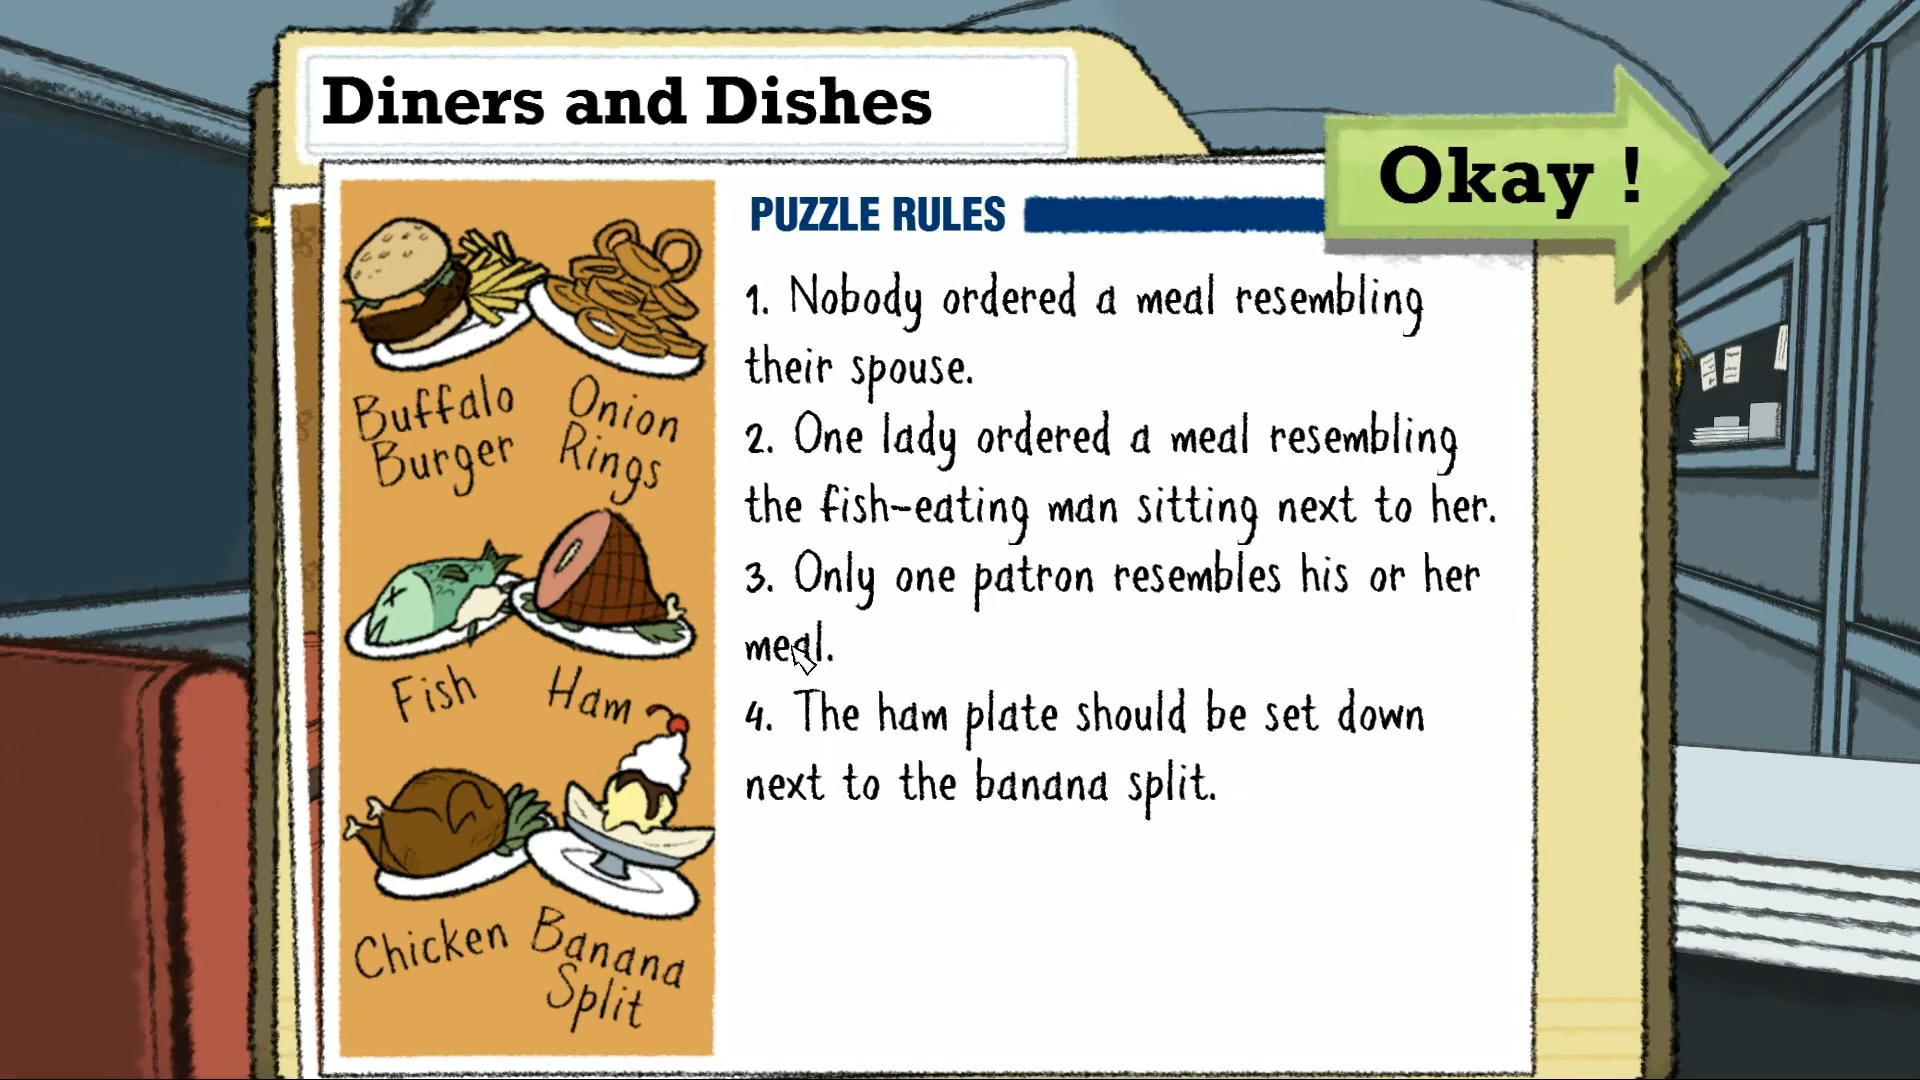 Diners and Dishes
Okay !
PUZZLE RULES
1. Nobody ordered a meal resembling
their spouse.
2. One lady ordered a meal resembling
the fish-eating man sitting next to her.
3. Only one patron resembles his or her
meal.
4. The ham plate should be set down
next to the banana split.
Buffalo
Burger
Onion
Rings
Fish
Ham
Chicken
Banana
Split